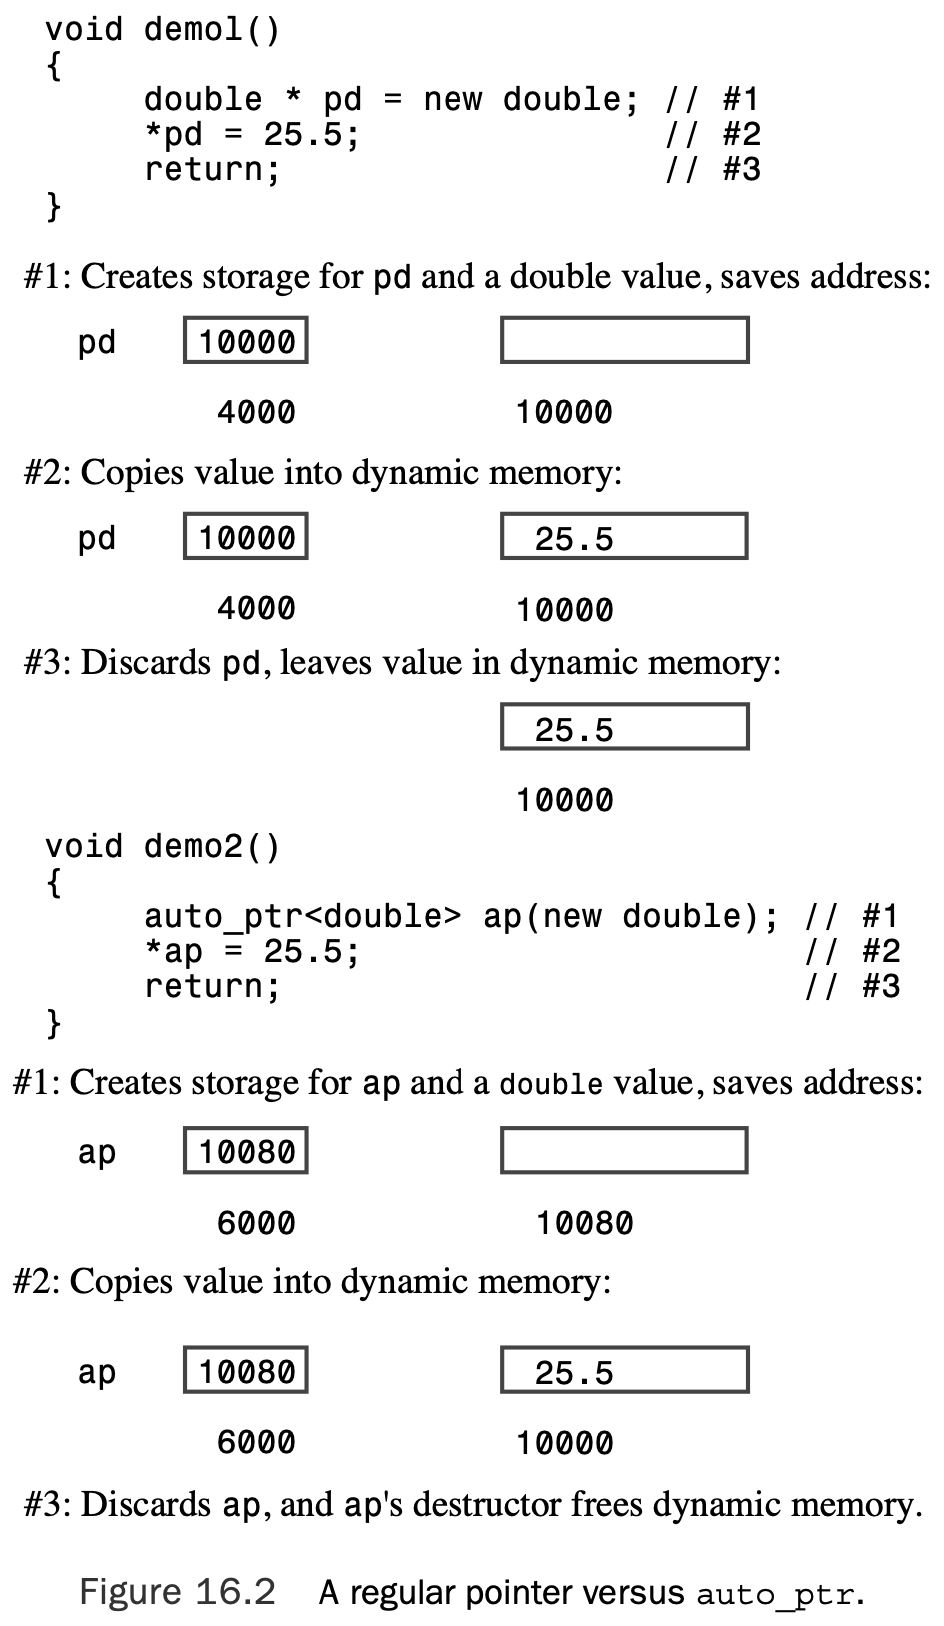 void demol()
{
double * pd = new double; // #1
*pd = 25.5; // #2
return; // #3
}
#1: Creates storage for pd and a double value, saves address:
pd 10000
4000 10000
#2: Copies value into dynamic memory:
pd 10000 25.5
4000 10000
#3: Discards pd, leaves value in dynamic memory:
25.5
10000
void demo2()
{
auto_ptr<double> ap(new double); // #1
*ap = 25.5; // #2
return; // #3
}
#1: Creates storage for ap and a double value, saves address:
ap 10080
6000 10080
#2: Copies value into dynamic memory:
ap 10080 25.5
6000 10000
#3: Discards ap, and ap's destructor frees dynamic memory.
Figure 16.2 A regular pointer versus auto_ptr.